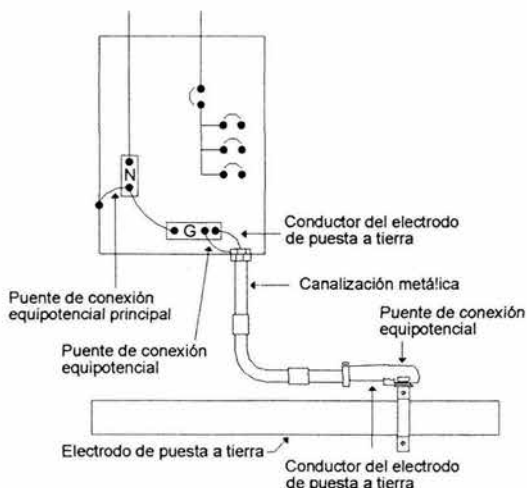 N
G
Conductor del electrodo
de puesta a tierra
Canalización metálica
Puente de conexión
equipotencial principal
Puente de conexión
equipotencial
Puente de conexión
equipotencial
Electrodo de puesta a tierra
Conductor del electrodo
de puesta a tierra